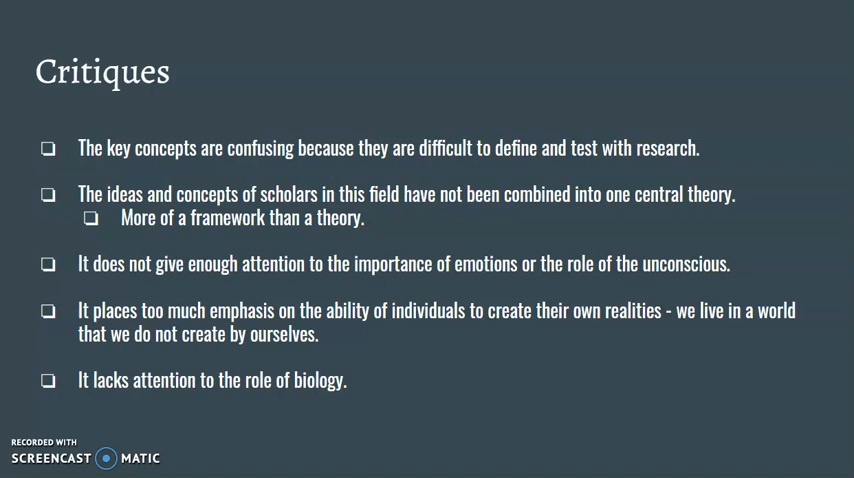 Critiques
The key concepts are confusing because they are difficult to define and test with research.
The ideas and concepts of scholars in this field have not been combined into one central theory.
More of a framework than a theory.
It does not give enough attention to the importance of emotions or the role of the unconscious.
It places too much emphasis on the ability of individuals to create their own realities - we live in a world
that we do not create by ourselves.
It lacks attention to the role of biology.
RECORDED WITH
SCREENCAST MATIC